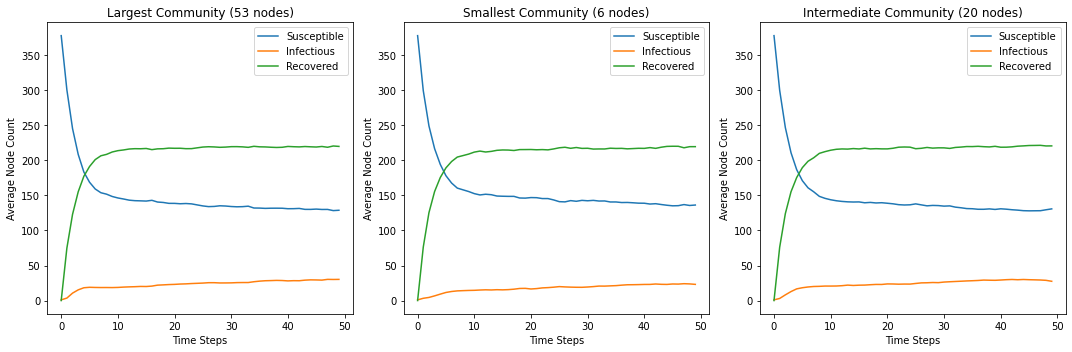 Largest Community (53 nodes)
Average Node Count
350
300
250
200
150
100
50
0
Susceptible
Infectious
Recovered
0 10 20 30 40 50
Time Steps
Smallest Community (6 nodes)
Average Node Count
350
300
250
200
150
100
50
0
Susceptible
Infectious
Recovered
0 10 20 30 40 50
Time Steps
Intermediate Community (20 nodes)
Average Node Count
350
300
250
200
150
100
50
0
Susceptible
Infectious
Recovered
0 10 20 30 40 50
Time Steps